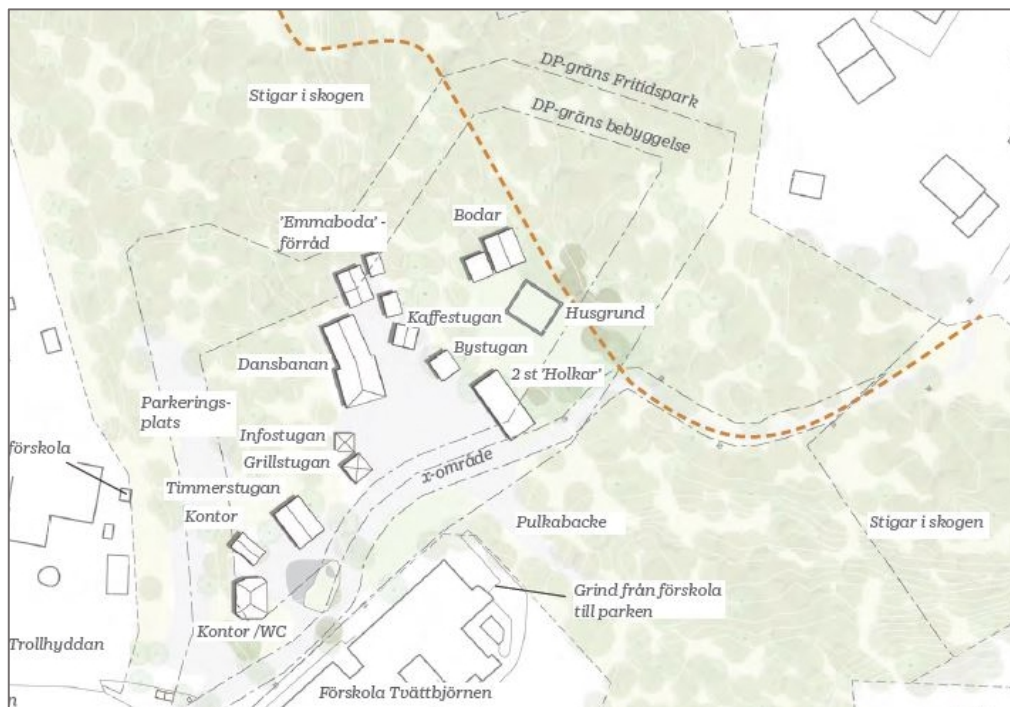 DP-gräns Fritidspark
DP-gräns bebyggelse
Stigar i skogen
'Emmaboda' -
förråd
Bodar
Kaffestugan
Husgrund
Bystugan
Dansbanan
2 st 'Holkar'
Parkerings-
plats
Infostugan
förskola
Grillstugan
x-område
Timmerstugan
Kontor
Pulkabacke
Stigar i skogen
Grind från förskola
till parken
Kontor /WC
Trollhyddan
Förskola Tvättbjörnen
n